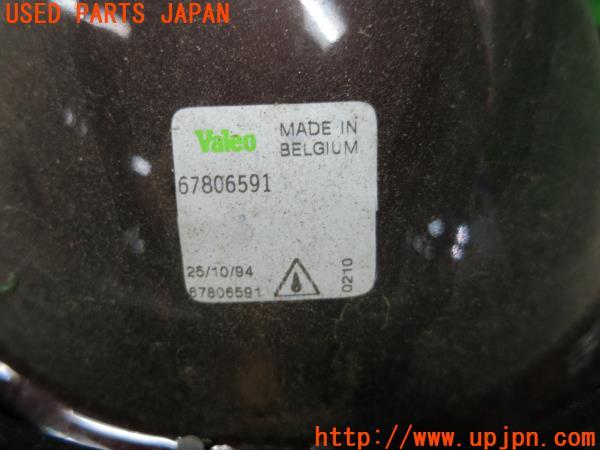 USED PARTS JAPAN
Valeo
MADE IN
BELGIUM
67806591
25/10/94
67806591
0210
http://www.upjpn.com/